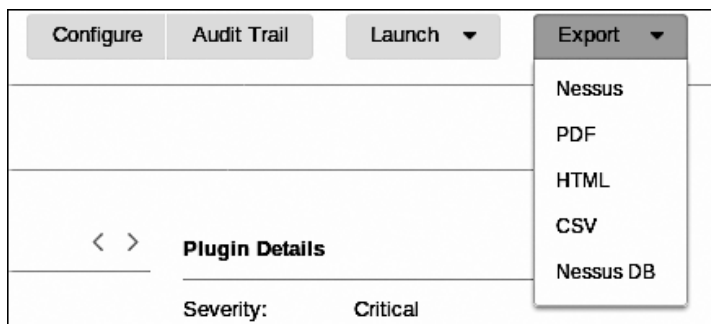 Configure Audit Trail Launch Export
Nessus
PDF
HTML
CSV
Nessus DB
Plugin Details
Severity: Critical